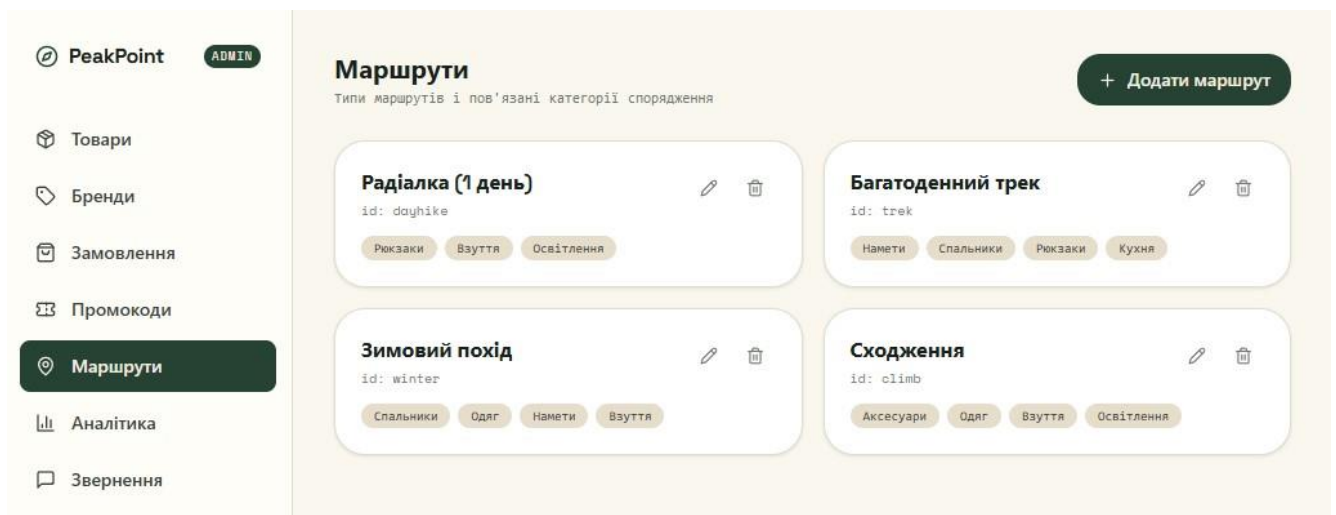 PeakPoint ADMIN
Товари
Бренди
Замовлення
Промокоди
Маршрути
Аналітика
Звернення
Маршрути
Типи маршрутів і пов'язані категорії спорядження
+ Додати маршрут
Радіалка (1 день)
id: dayhike
Рюкзаки Взуття Освітлення
Багатоденний трек
id: trek
Намети Спальники Рюкзаки Кухня
Зимовий похід
id: winter
Спальники Одяг Намети Взуття
Сходження
id: climb
Аксесуари Одяг Взуття Освітлення